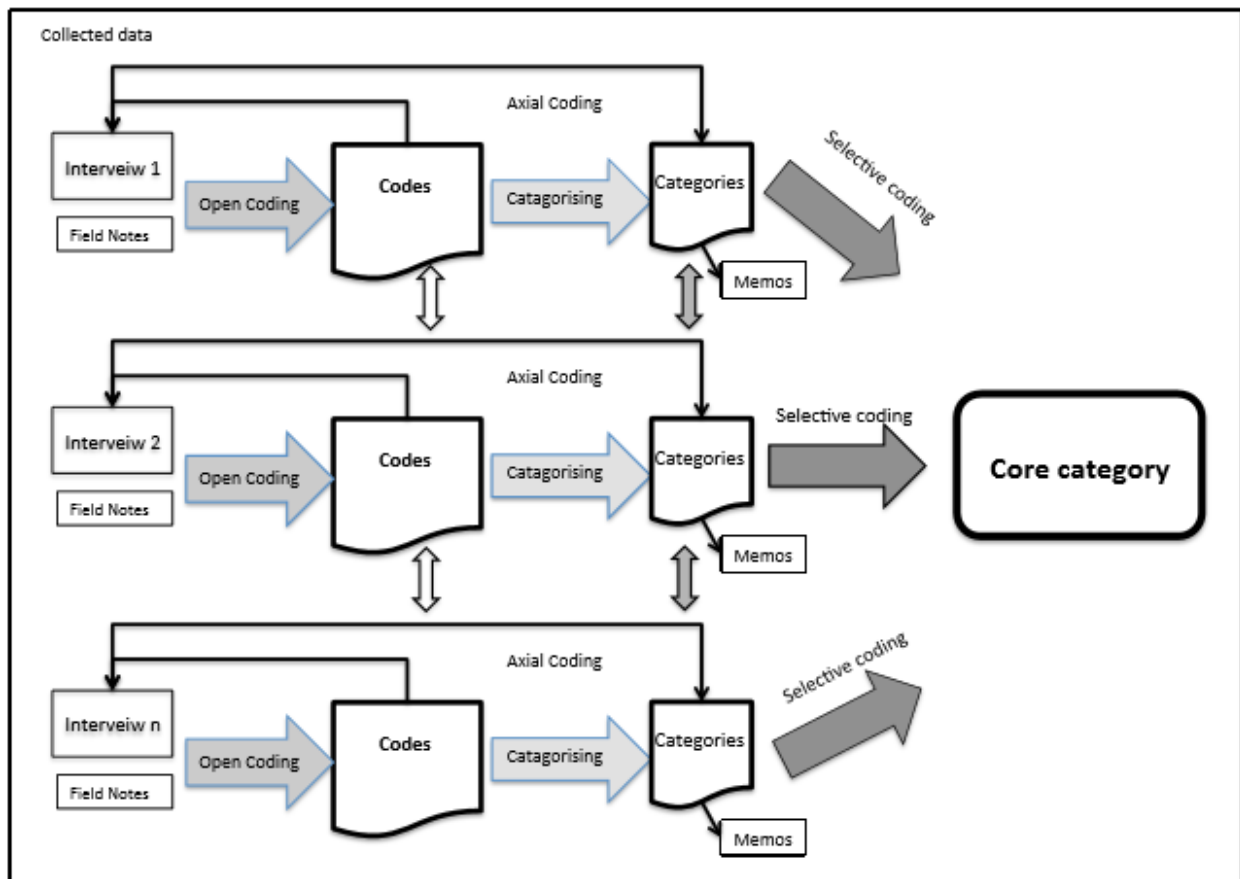 Collected data
Axial Coding
Interveiw 1
Field Notes
Open Coding
Codes
Catagorising
Categories
Memos
Selective coding
Axial Coding
Interveiw 2
Field Notes
Open Coding
Codes
Catagorising
Categories
Memos
Selective coding
Core category
Axial Coding
Interveiw n
Field Notes
Open Coding
Codes
Catagorising
Categories
Memos
Selective coding